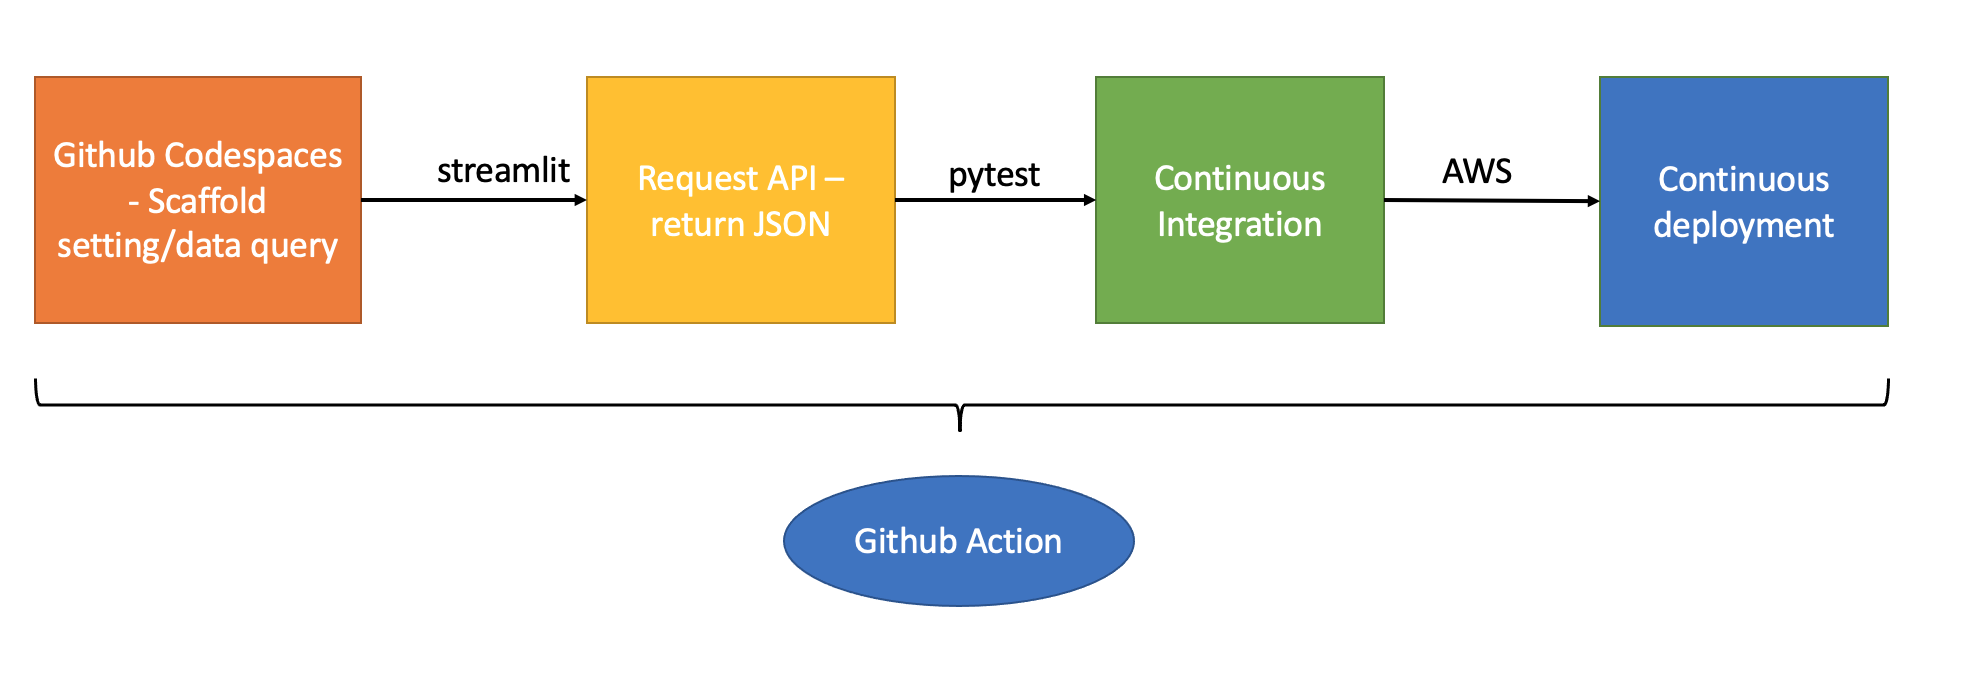 Github Codespaces
- Scaffold
setting/data query
streamlit
Request API –
return JSON
pytest
Continuous
Integration
AWS
Continuous
deployment
Github Action